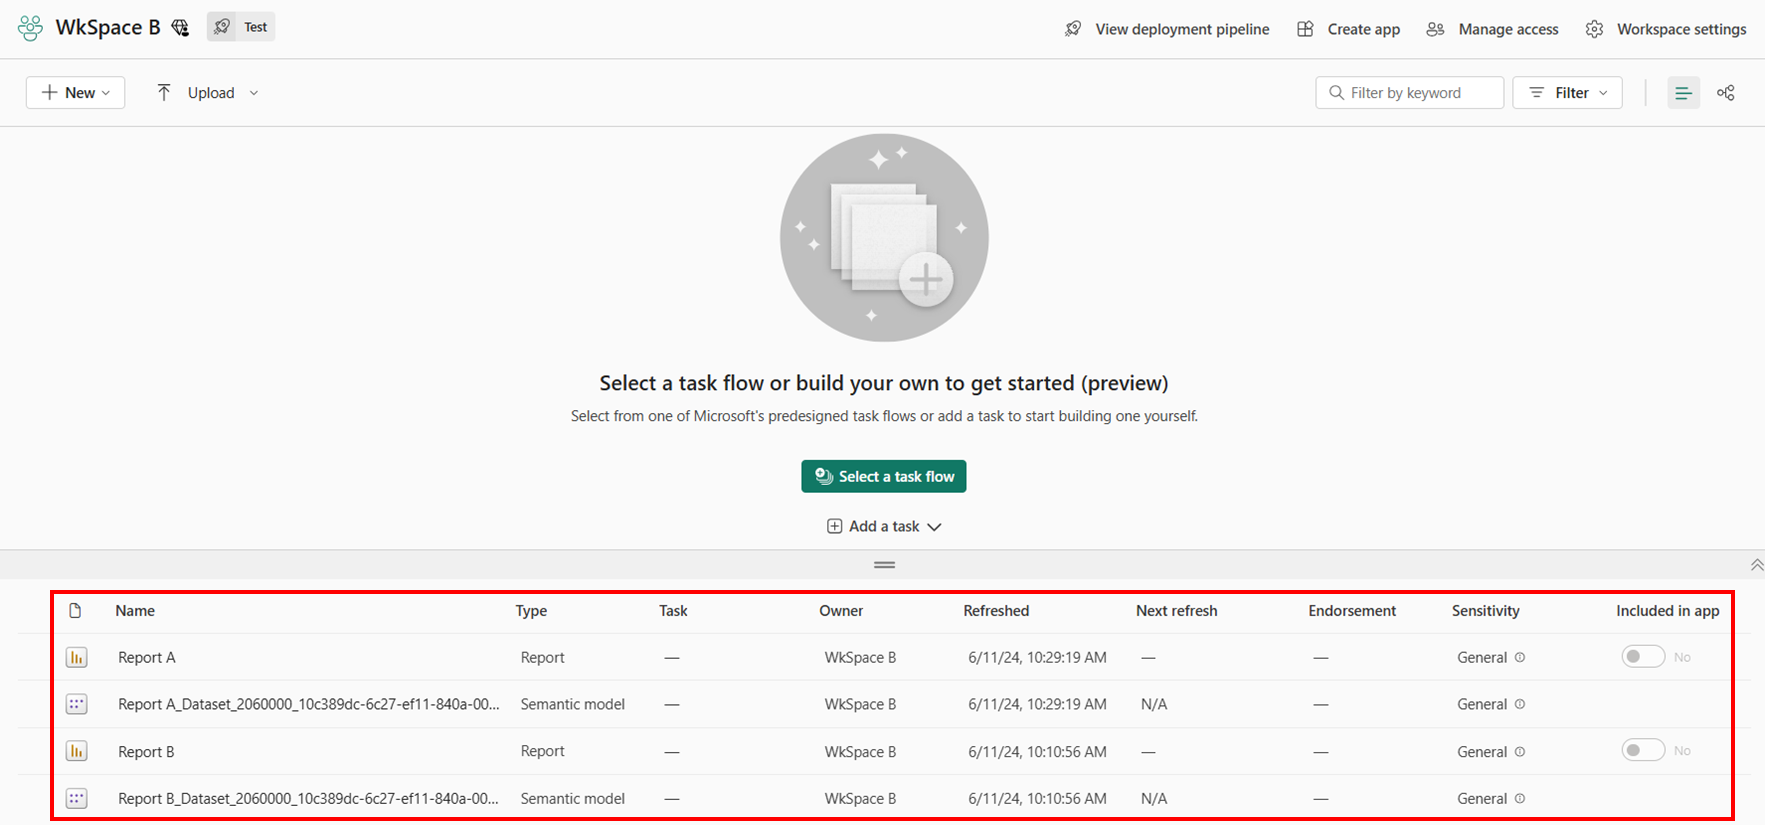 WkSpace B Test View deployment pipeline Create app Manage access Workspace settings
New Upload Filter by keyword Filter
Select a task flow or build your own to get started (preview)
Select from one of Microsoft's predesigned task flows or add a task to start building one yourself.
Select a task flow
Add a task
Name Type Task Owner Refreshed Next refresh Endorsement Sensitivity Included in app
Report A Report — WkSpace B 6/11/24, 10:29:19 AM — — General No
Report A_Dataset_2060000_10c389dc-6c27-ef11-840a-00... Semantic model — WkSpace B 6/11/24, 10:29:19 AM N/A — General
Report B Report — WkSpace B 6/11/24, 10:10:56 AM — — General No
Report B_Dataset_2060000_10c389dc-6c27-ef11-840a-00... Semantic model — WkSpace B 6/11/24, 10:10:56 AM N/A — General